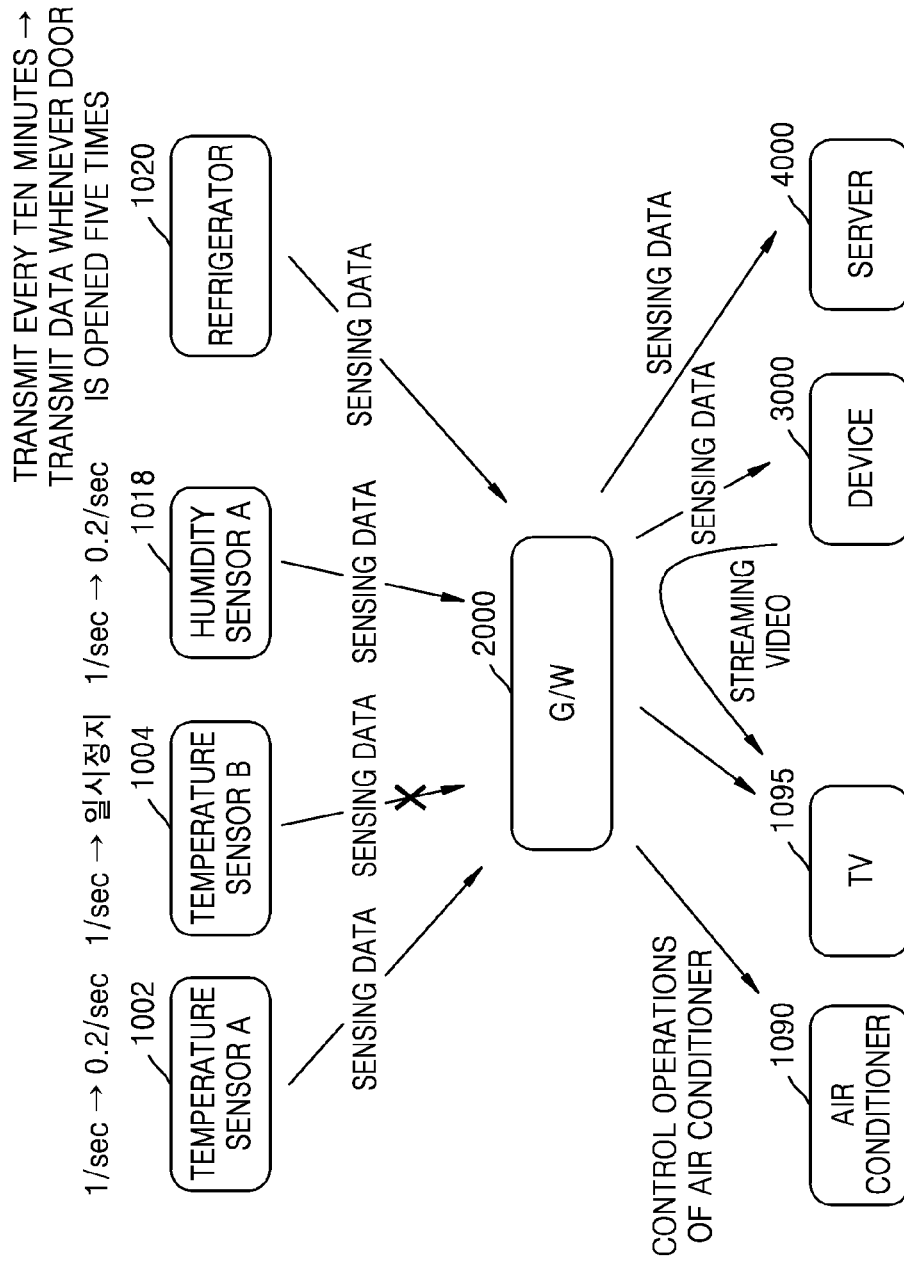 TRANSMIT EVERY TEN MINUTES →
TRANSMIT DATA WHENEVER DOOR
IS OPENED FIVE TIMES
1/sec → 0.2/sec
1/sec → 일시정지
1/sec → 0.2/sec
1002
1004
1018
1020
TEMPERATURE
SENSOR A
TEMPERATURE
SENSOR B
HUMIDITY
SENSOR A
REFRIGERATOR
SENSING DATA
SENSING DATA
SENSING DATA
SENSING DATA
2000
G/W
CONTROL OPERATIONS
OF AIR CONDITIONER
STREAMING
VIDEO
SENSING DATA
SENSING DATA
1090
1095
3000
4000
AIR
CONDITIONER
TV
DEVICE
SERVER